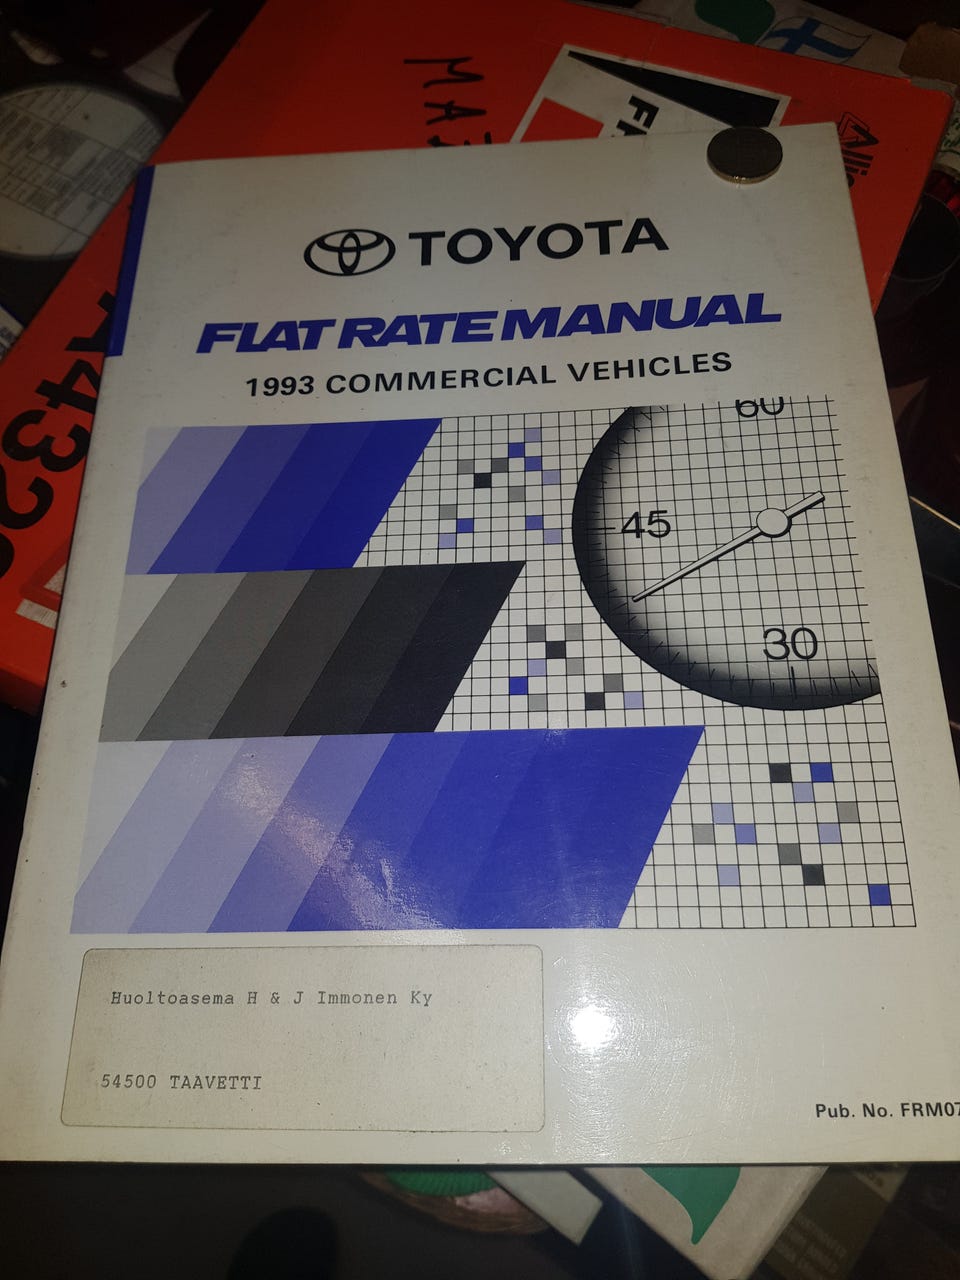 TOYOTA
FLAT RATE MANUAL
1993 COMMERCIAL VEHICLES
60
45
30
Huoltoasema H & J Immonen Ky
54500 TAAVETTI
Pub. No. FRM07